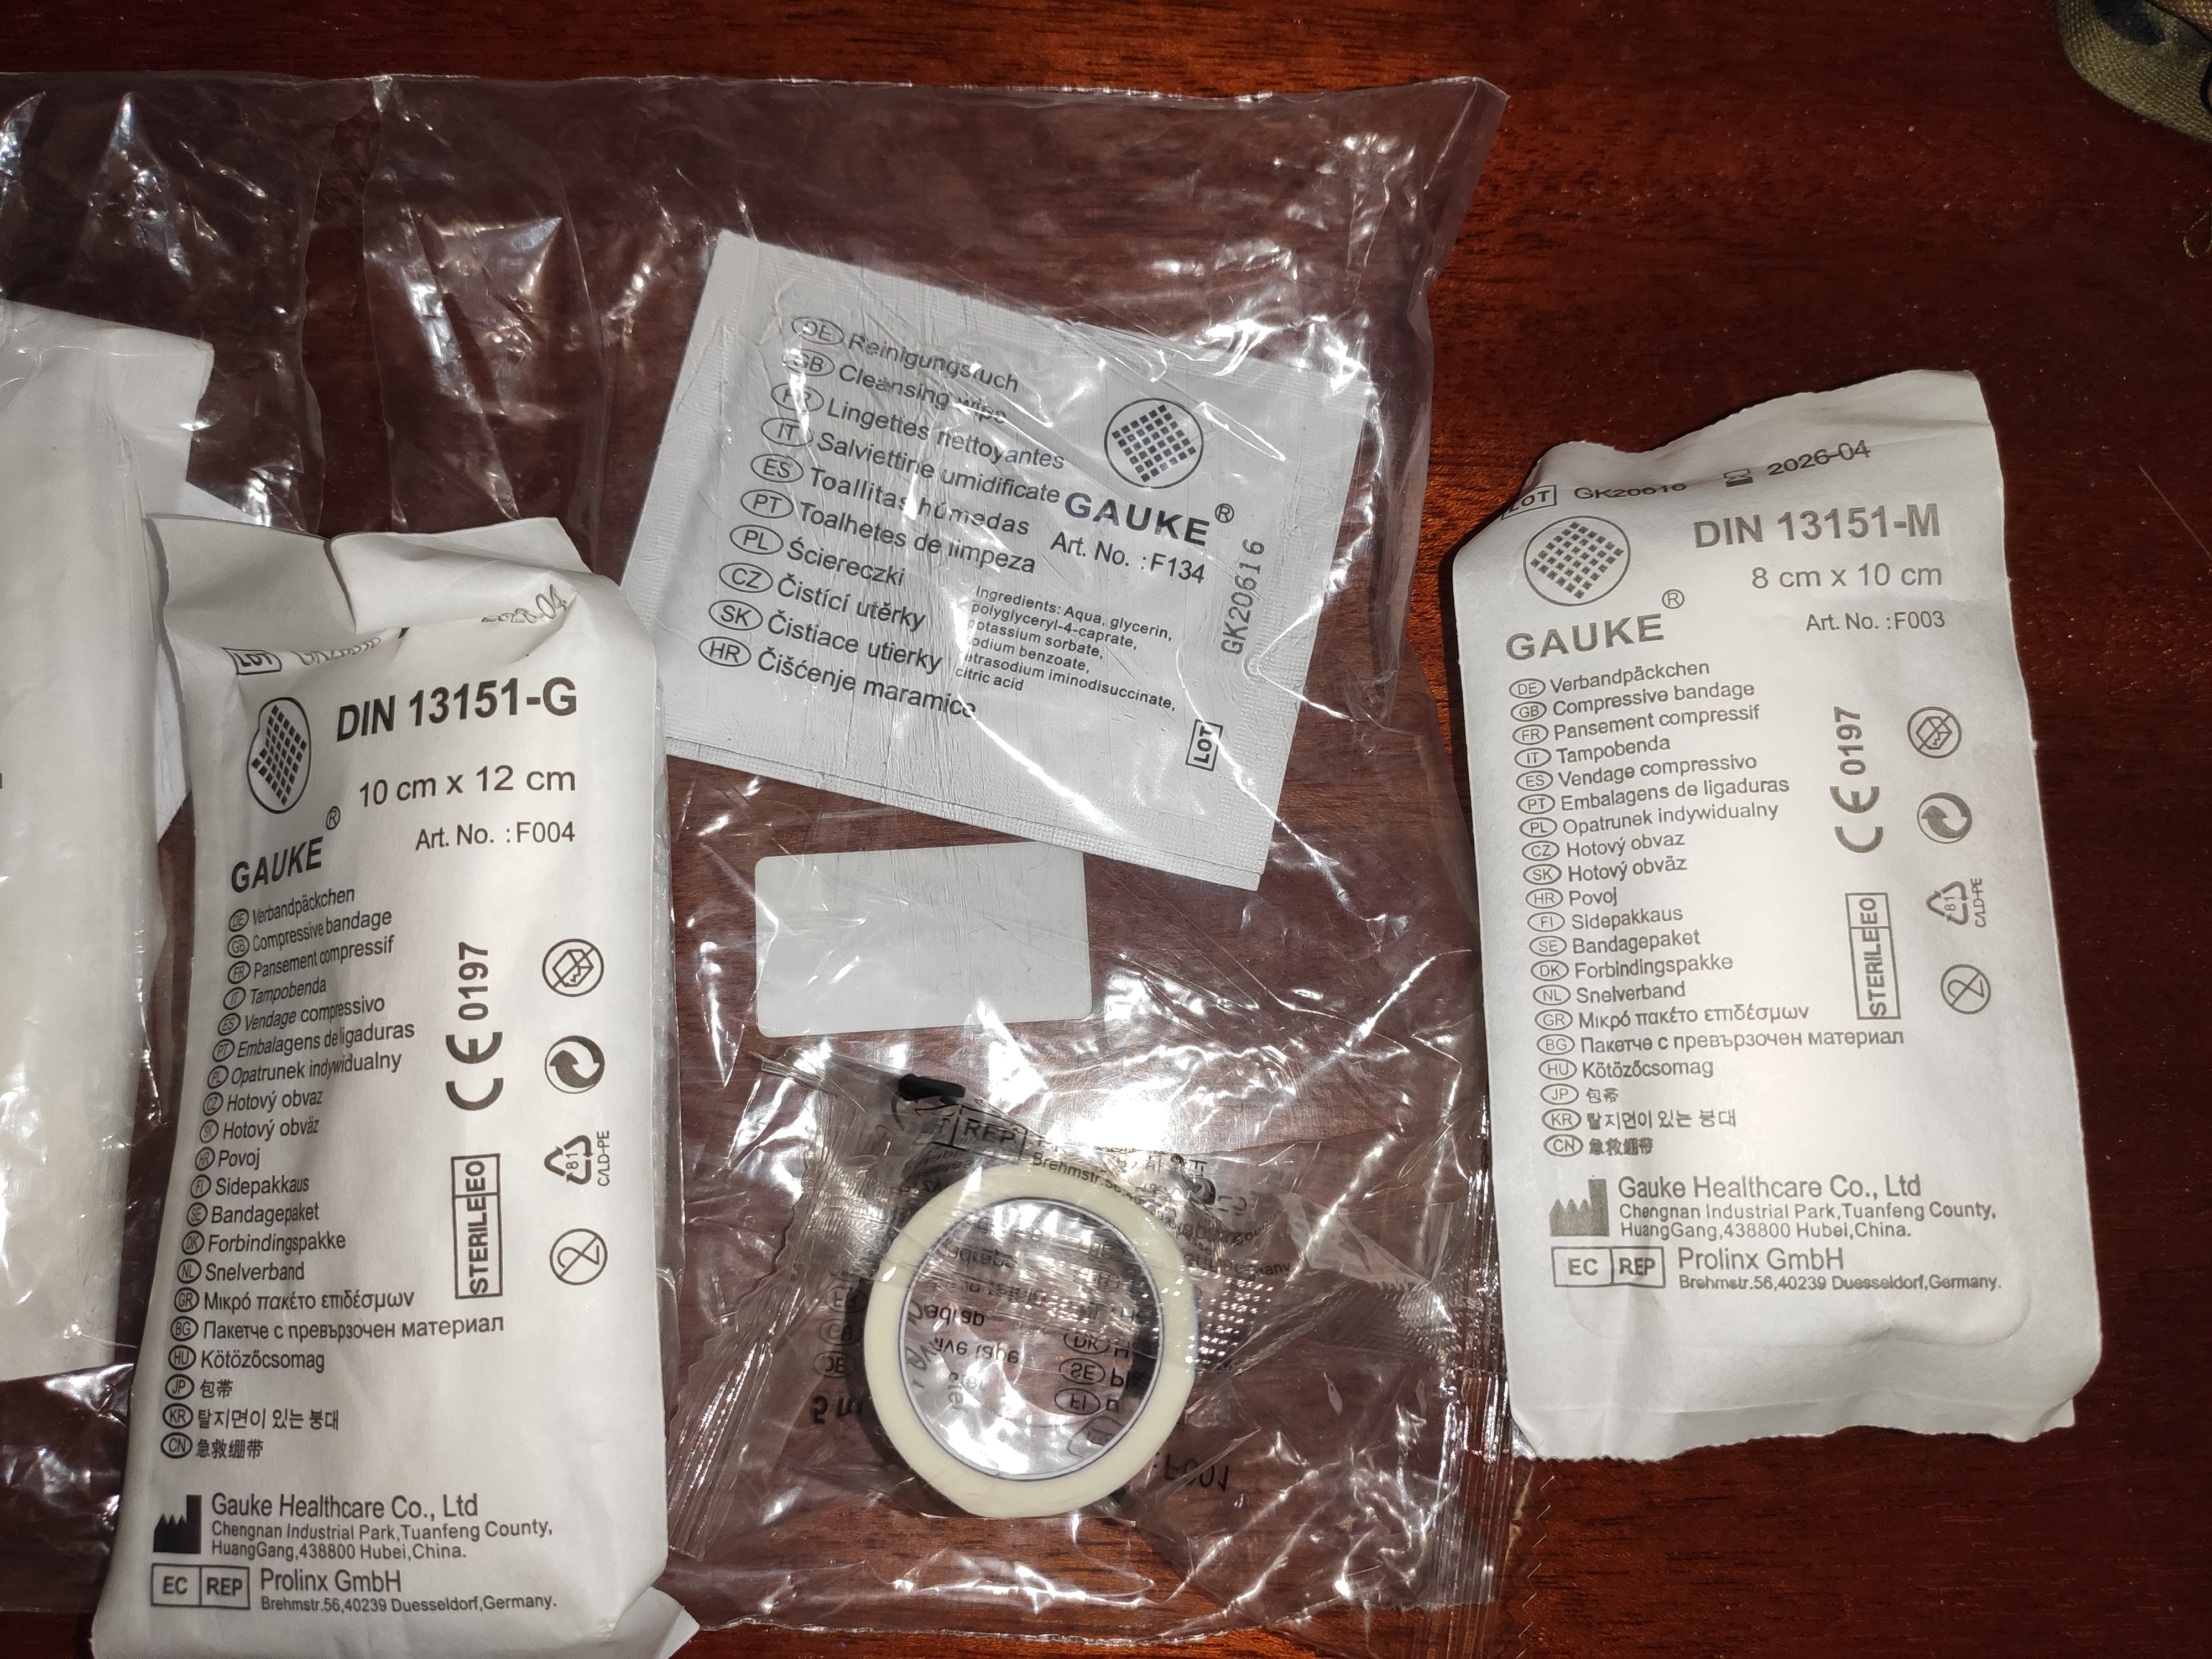 DE Reinigungstuch
GB Cleansing wipe
FR Lingettes nettoyantes
IT Salviettine umidificate
ES Toallitas húmedas
PT Toalhetes de limpeza
PL Ściereczki
CZ Čistící utěrky
SK Čistiace utierky
HR Čišćenje maramice
GAUKE®
Art. No. :F134
Ingredients: Aqua, glycerin,
polyglyceryl-4-caprate,
potassium sorbate,
sodium benzoate,
tetrasodium iminodisuccinate,
citric acid
GK20616
LOT
LOT
DIN 13151-G
10 cm x 12 cm
Art. No. :F004
GAUKE®
DE Verbandpäckchen
GB Compressive bandage
FR Pansement compressif
IT Tampobenda
ES Vendage compressivo
PT Embalagens de ligaduras
PL Opatrunek indywidualny
CZ Hotový obvaz
SK Hotový obväz
HR Povoj
FI Sidepakkaus
SE Bandagepaket
DK Forbindingspakke
NL Snelverband
GR Μικρό πακέτο επιδέσμων
BG Пакетче с превързочен материал
HU Kötözőcsomag
JP 包帯
KR 탈지면이 있는 붕대
CN 急救绷带
CE 0197
STERILE EO
81
C/LD-PE
2
Gauke Healthcare Co., Ltd
Chengnan Industrial Park,Tuanfeng County,
HuangGang,438800 Hubei,China.
EC REP Prolinx GmbH
Brehmstr.56,40239 Duesseldorf,Germany.
REP
Brehmstr.
DK
SE
FI
LOT GK20616 2026-04
DIN 13151-M
8 cm x 10 cm
Art. No. :F003
GAUKE®
DE Verbandpäckchen
GB Compressive bandage
FR Pansement compressif
IT Tampobenda
ES Vendage compressivo
PT Embalagens de ligaduras
PL Opatrunek indywidualny
CZ Hotový obvaz
SK Hotový obväz
HR Povoj
FI Sidepakkaus
SE Bandagepaket
DK Forbindingspakke
NL Snelverband
GR Μικρό πακέτο επιδέσμων
BG Пакетче с превързочен материал
HU Kötözőcsomag
JP 包帯
KR 탈지면이 있는 붕대
CN 急救绷带
CE 0197
STERILE EO
81
C/LD-PE
2
Gauke Healthcare Co., Ltd
Chengnan Industrial Park,Tuanfeng County,
HuangGang,438800 Hubei,China.
EC REP Prolinx GmbH
Brehmstr.56,40239 Duesseldorf,Germany.